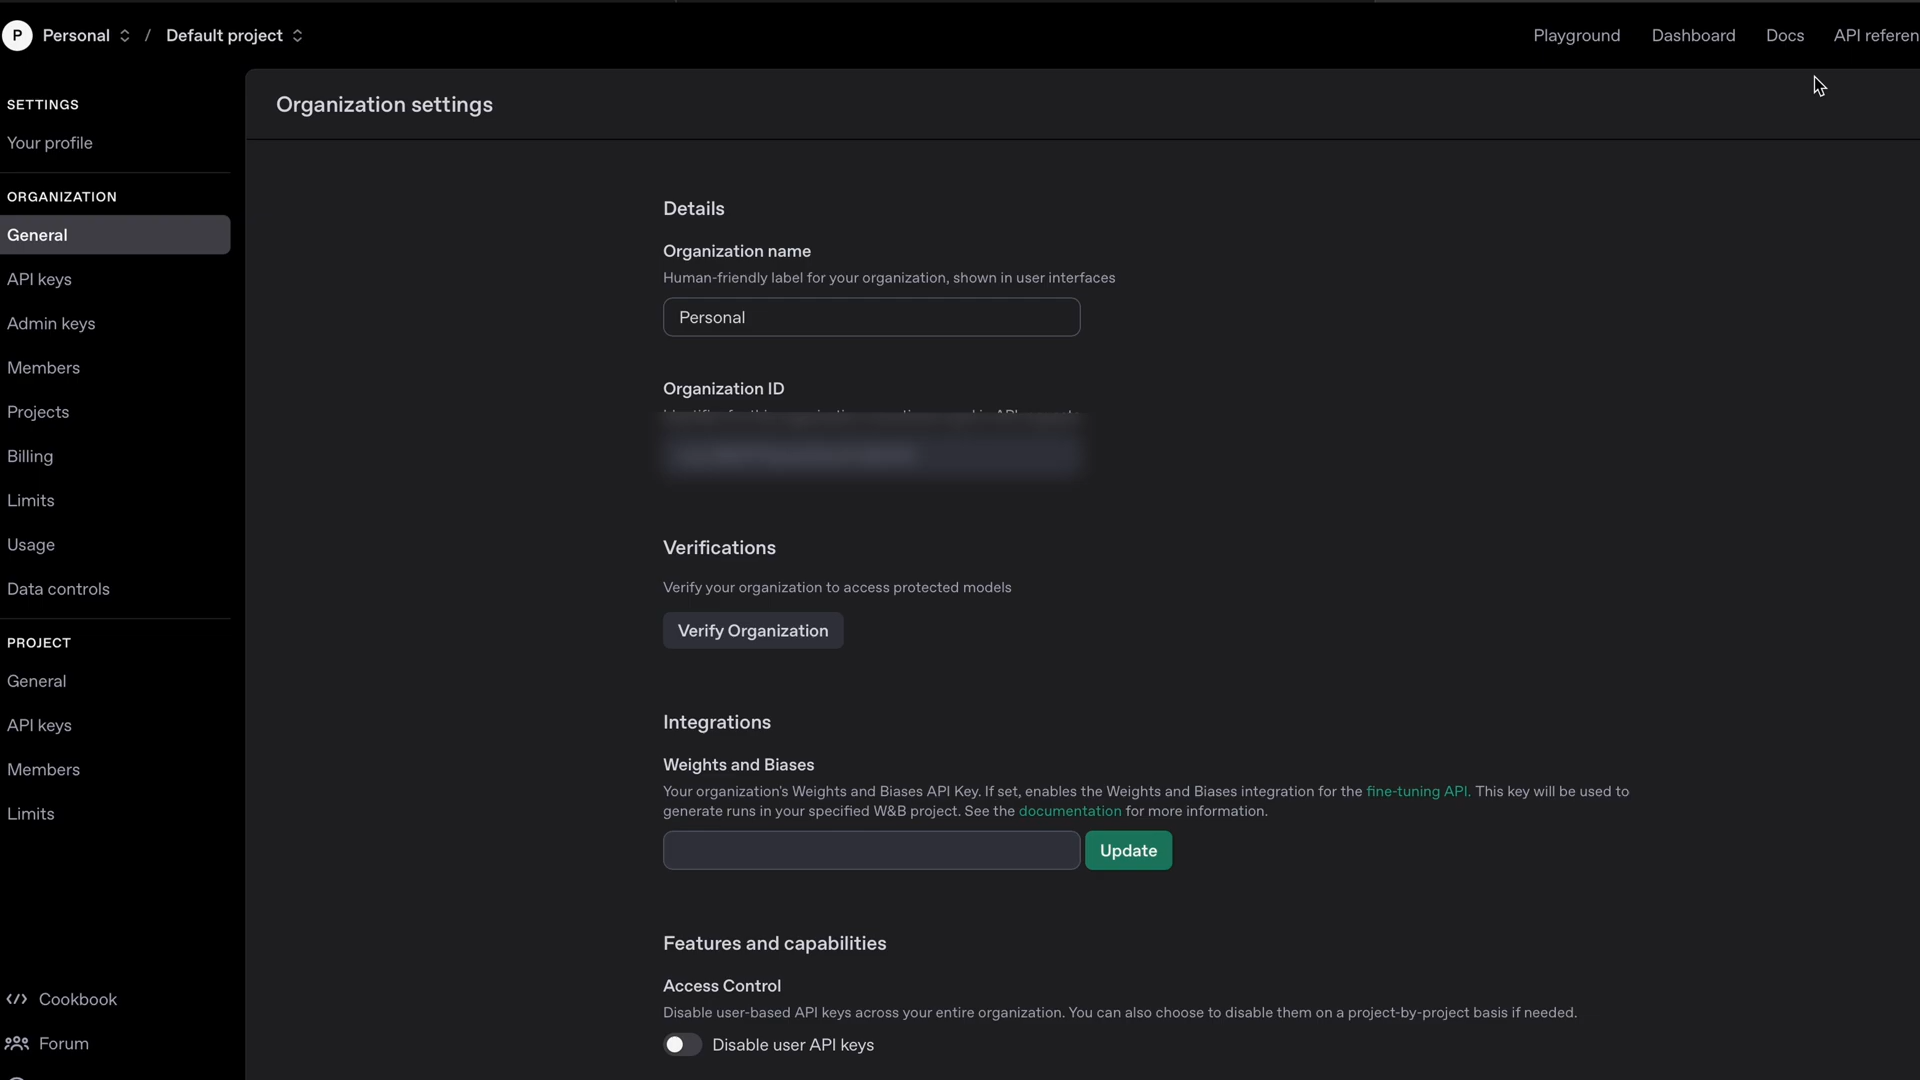 P Personal / Default project
Playground Dashboard Docs API referen
SETTINGS
Your profile
ORGANIZATION
General
API keys
Admin keys
Members
Projects
Billing
Limits
Usage
Data controls
PROJECT
General
API keys
Members
Limits
Cookbook
Forum
Organization settings
Details
Organization name
Human-friendly label for your organization, shown in user interfaces
Personal
Organization ID
Verifications
Verify your organization to access protected models
Verify Organization
Integrations
Weights and Biases
Your organization's Weights and Biases API Key. If set, enables the Weights and Biases integration for the fine-tuning API. This key will be used to
generate runs in your specified W&B project. See the documentation for more information.
Update
Features and capabilities
Access Control
Disable user-based API keys across your entire organization. You can also choose to disable them on a project-by-project basis if needed.
Disable user API keys